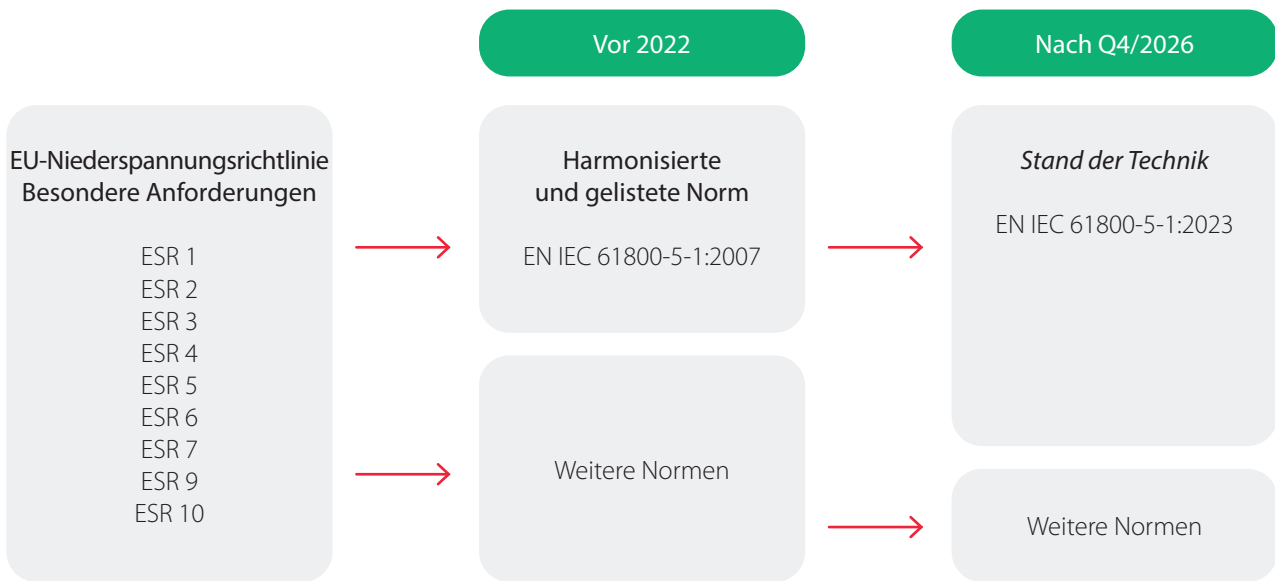 Vor 2022
Nach Q4/2026
EU-Niederspannungsrichtlinie
Besondere Anforderungen
ESR 1
ESR 2
ESR 3
ESR 4
ESR 5
ESR 6
ESR 7
ESR 9
ESR 10
Harmonisierte
und gelistete Norm
EN IEC 61800-5-1:2007
Weitere Normen
Stand der Technik
EN IEC 61800-5-1:2023
Weitere Normen